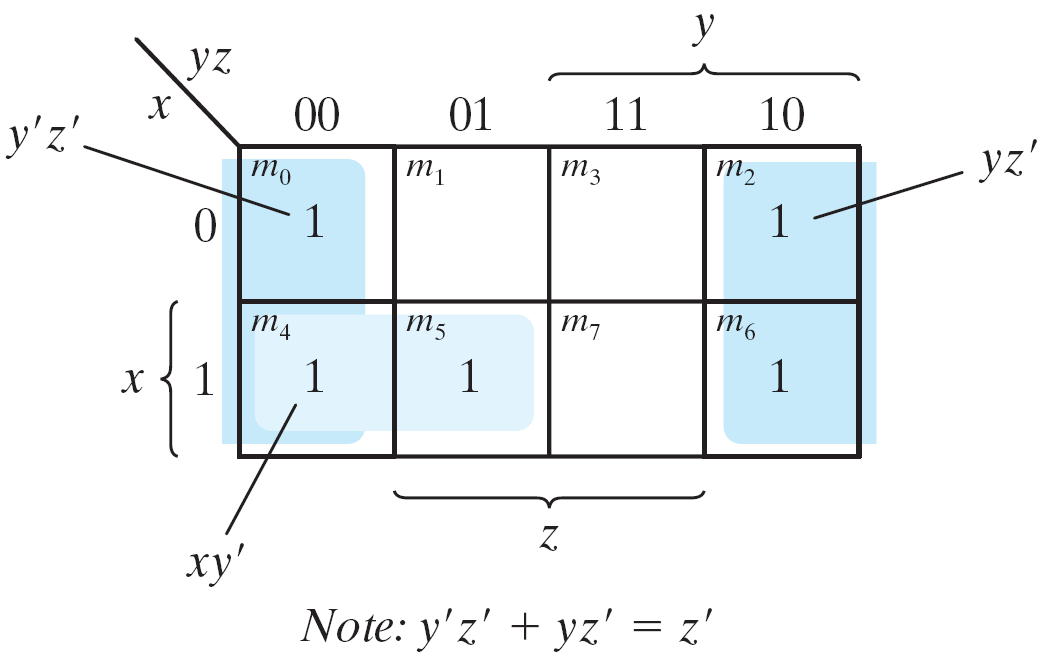 y
yz
x
00 01 11 10
y′z′
yz′
m₀ m₁ m₃ m₂
0 1 1
m₄ m₅ m₇ m₆
x 1 1 1 1
z
xy′
Note: y′z′ + yz′ = z′